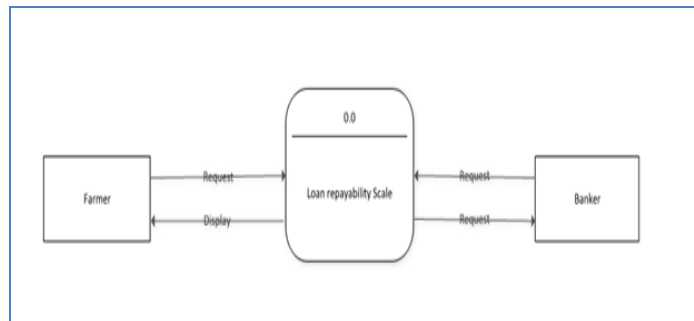 0.0
Farmer
Request
Loan repayability Scale
Request
Banker
Display
Request